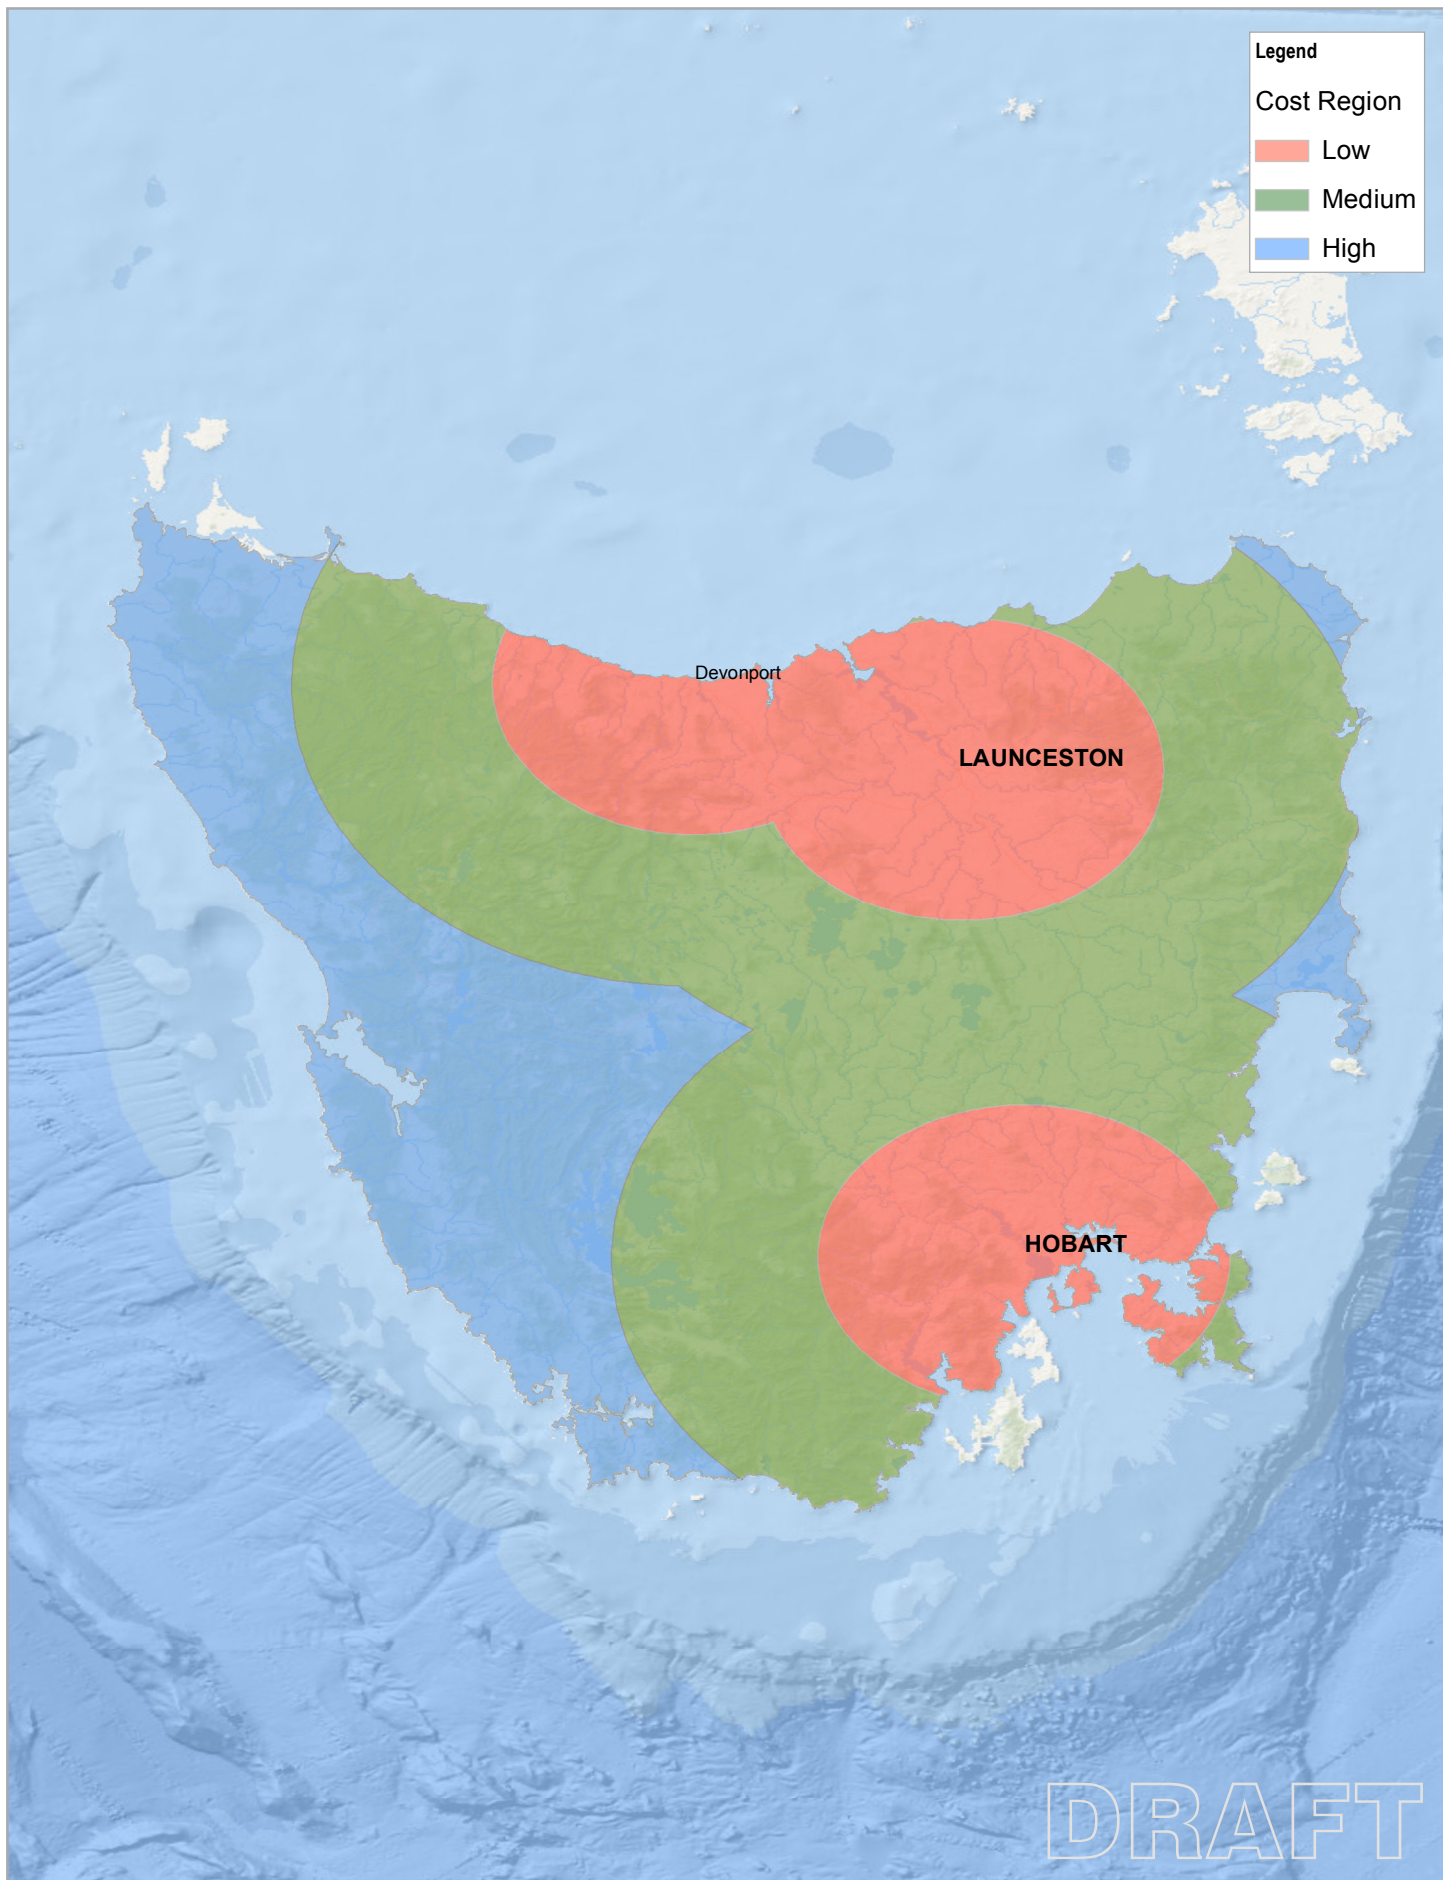 Legend
Cost Region
Low
Medium
High
Devonport
LAUNCESTON
HOBART
DRAFT